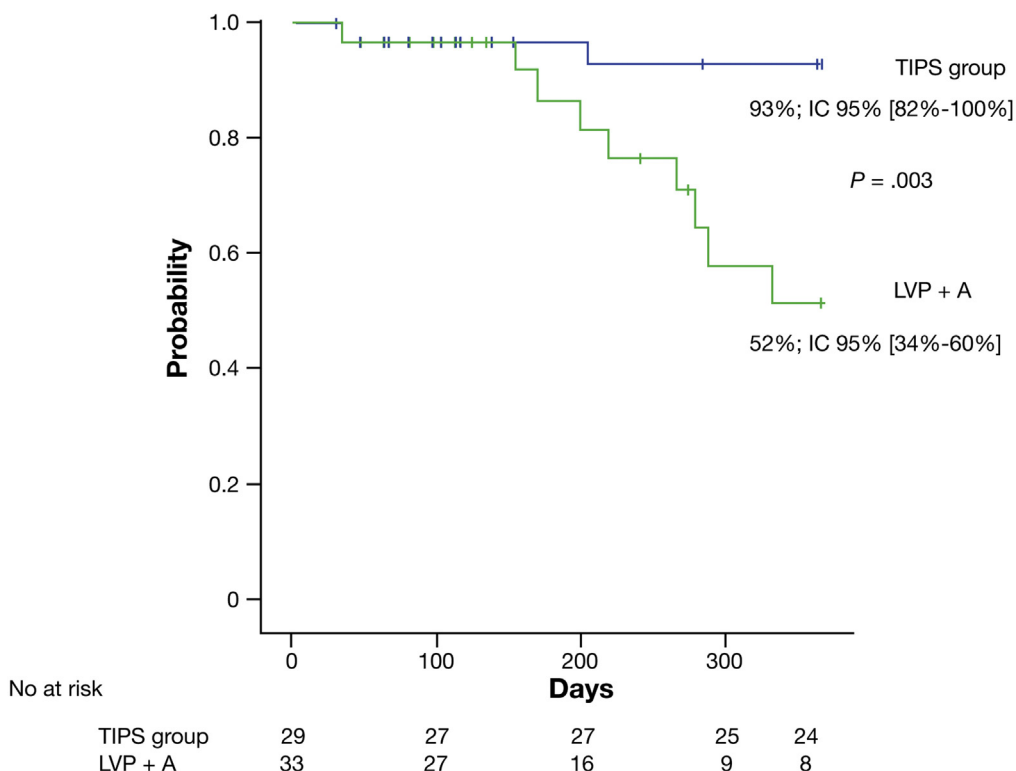 1.0
TIPS group
93%; IC 95% [82%-100%]
0.8
P = .003
0.6
LVP + A
52%; IC 95% [34%-60%]
0.4
0.2
0
Probability
0 100 200 300
Days
No at risk
TIPS group 29 27 27 25 24
LVP + A 33 27 16 9 8